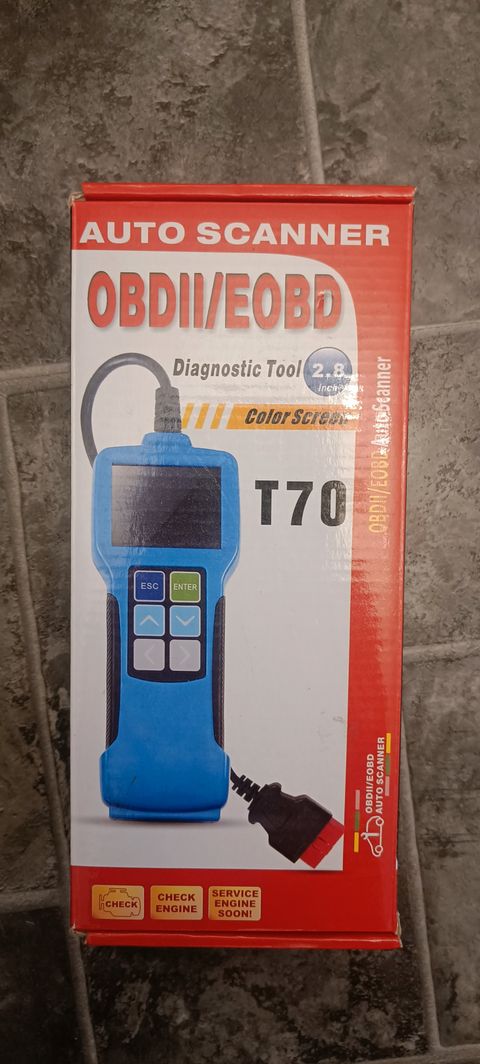 AUTO SCANNER
OBDII/EOBD
Diagnostic Tool
2.8
inch
Color Screen
T70
ESC
ENTER
OBDII/EOBD Auto Scanner
OBDII/EOBD
AUTO SCANNER
CHECK
CHECK
ENGINE
SERVICE
ENGINE
SOON!